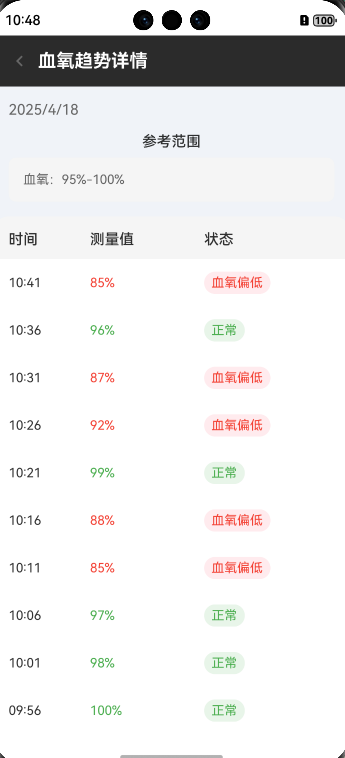 10:48
100
血氧趋势详情
2025/4/18
参考范围
血氧：95%-100%
时间 测量值 状态
10:41 85% 血氧偏低
10:36 96% 正常
10:31 87% 血氧偏低
10:26 92% 血氧偏低
10:21 99% 正常
10:16 88% 血氧偏低
10:11 85% 血氧偏低
10:06 97% 正常
10:01 98% 正常
09:56 100% 正常